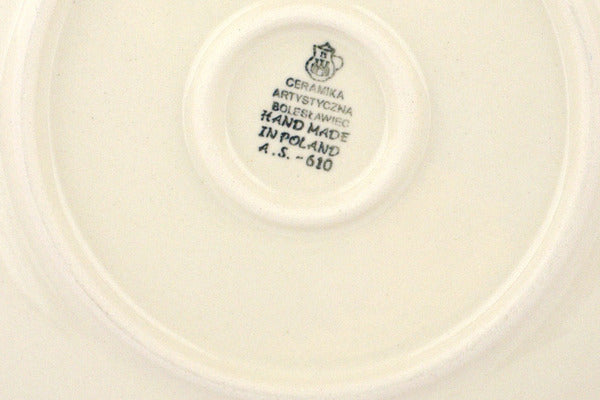 CERAMIKA
ARTYSTYCZNA
BOLESŁAWIEC
HAND MADE
IN POLAND
A.S.-610